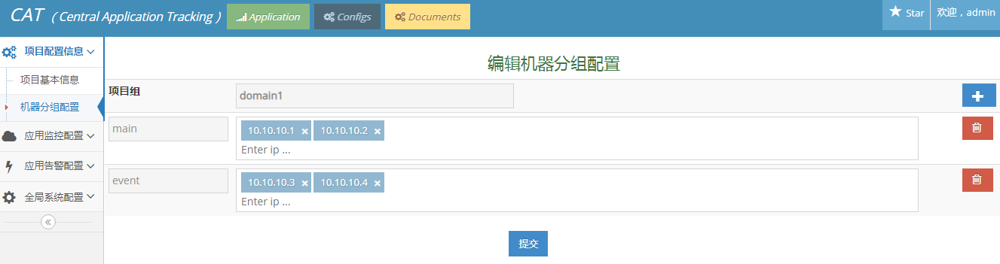 CAT ( Central Application Tracking ) Application Configs Documents Star 欢迎，admin
项目配置信息
项目基本信息
机器分组配置
应用监控配置
应用告警配置
全局系统配置
编辑机器分组配置
项目组 domain1
main 10.10.10.1 × 10.10.10.2 ×
Enter ip ...
event 10.10.10.3 × 10.10.10.4 ×
Enter ip ...
提交